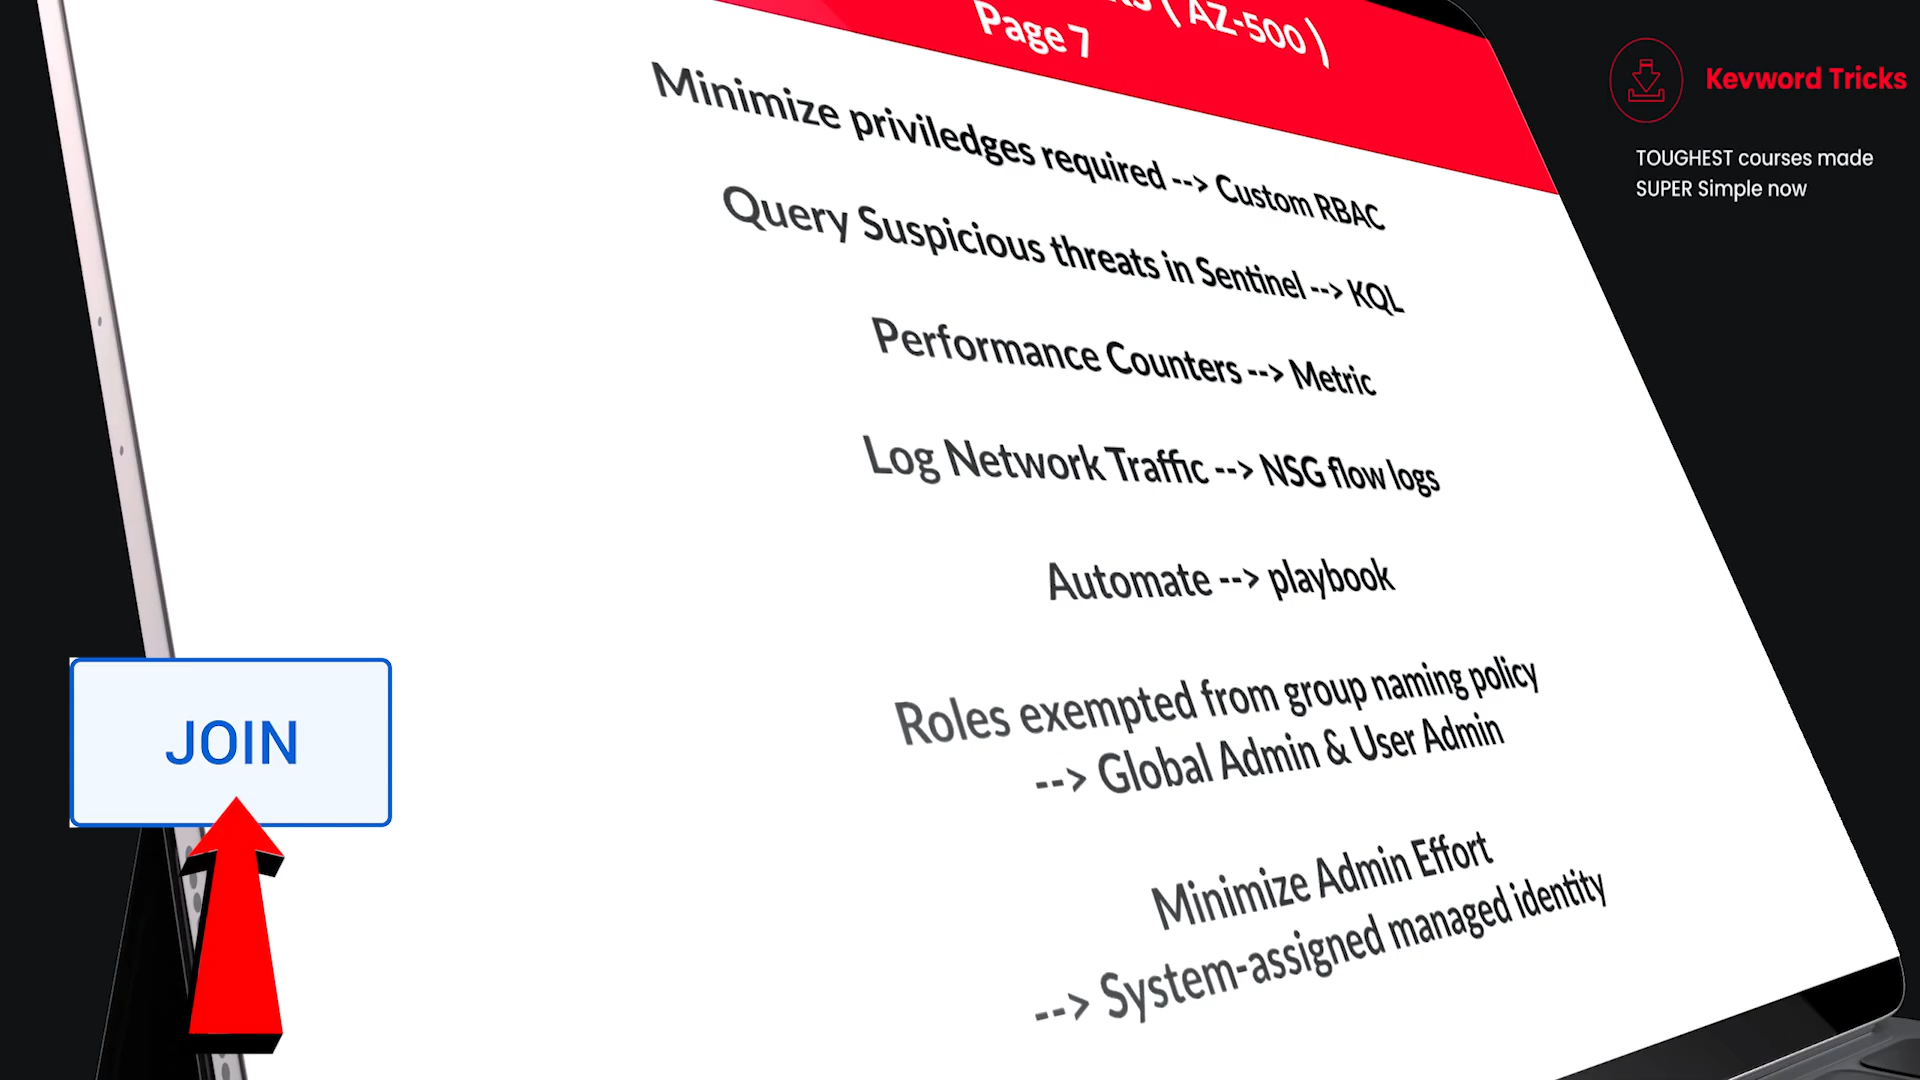 ( AZ-500 )
Page 7
Minimize priviledges required --> Custom RBAC
Query Suspicious threats in Sentinel --> KQL
Performance Counters --> Metric
Log Network Traffic --> NSG flow logs
Automate --> playbook
Roles exempted from group naming policy
--> Global Admin & User Admin
Minimize Admin Effort
--> System-assigned managed identity
Kevword Tricks
TOUGHEST courses made
SUPER Simple now
JOIN